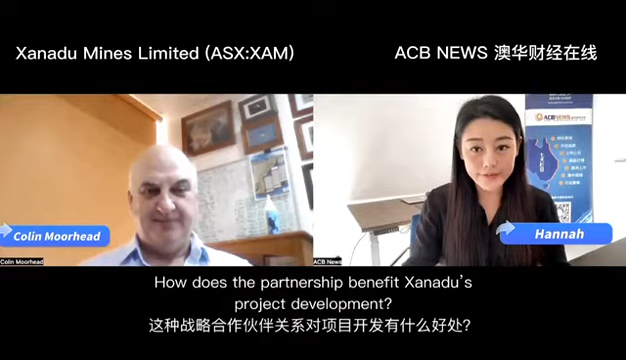 Xanadu Mines Limited (ASX:XAM)
ACB NEWS 澳华财经在线
ACBNEWS
Colin Moorhead
Hannah
Colin Moorhead
ACB News
How does the partnership benefit Xanadu's
project development?
这种战略合作伙伴关系对项目开发有什么好处?